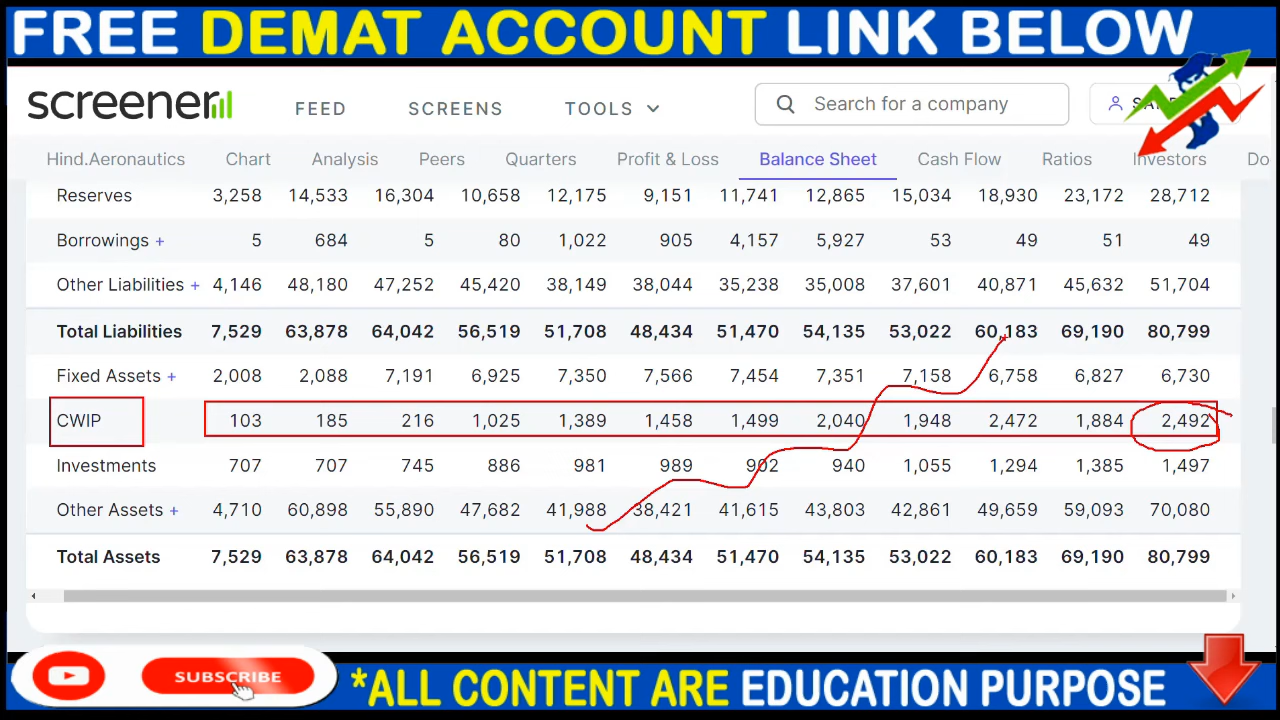 FREE DEMAT ACCOUNT LINK BELOW
screener FEED SCREENS TOOLS Search for a company
Hind.Aeronautics Chart Analysis Peers Quarters Profit & Loss Balance Sheet Cash Flow Ratios Investors Do
Reserves 3,258 14,533 16,304 10,658 12,175 9,151 11,741 12,865 15,034 18,930 23,172 28,712
Borrowings + 5 684 5 80 1,022 905 4,157 5,927 53 49 51 49
Other Liabilities + 4,146 48,180 47,252 45,420 38,149 38,044 35,238 35,008 37,601 40,871 45,632 51,704
Total Liabilities 7,529 63,878 64,042 56,519 51,708 48,434 51,470 54,135 53,022 60,183 69,190 80,799
Fixed Assets + 2,008 2,088 7,191 6,925 7,350 7,566 7,454 7,351 7,158 6,758 6,827 6,730
CWIP 103 185 216 1,025 1,389 1,458 1,499 2,040 1,948 2,472 1,884 2,492
Investments 707 707 745 886 981 989 902 940 1,055 1,294 1,385 1,497
Other Assets + 4,710 60,898 55,890 47,682 41,988 38,421 41,615 43,803 42,861 49,659 59,093 70,080
Total Assets 7,529 63,878 64,042 56,519 51,708 48,434 51,470 54,135 53,022 60,183 69,190 80,799
SUBSCRIBE
*ALL CONTENT ARE EDUCATION PURPOSE